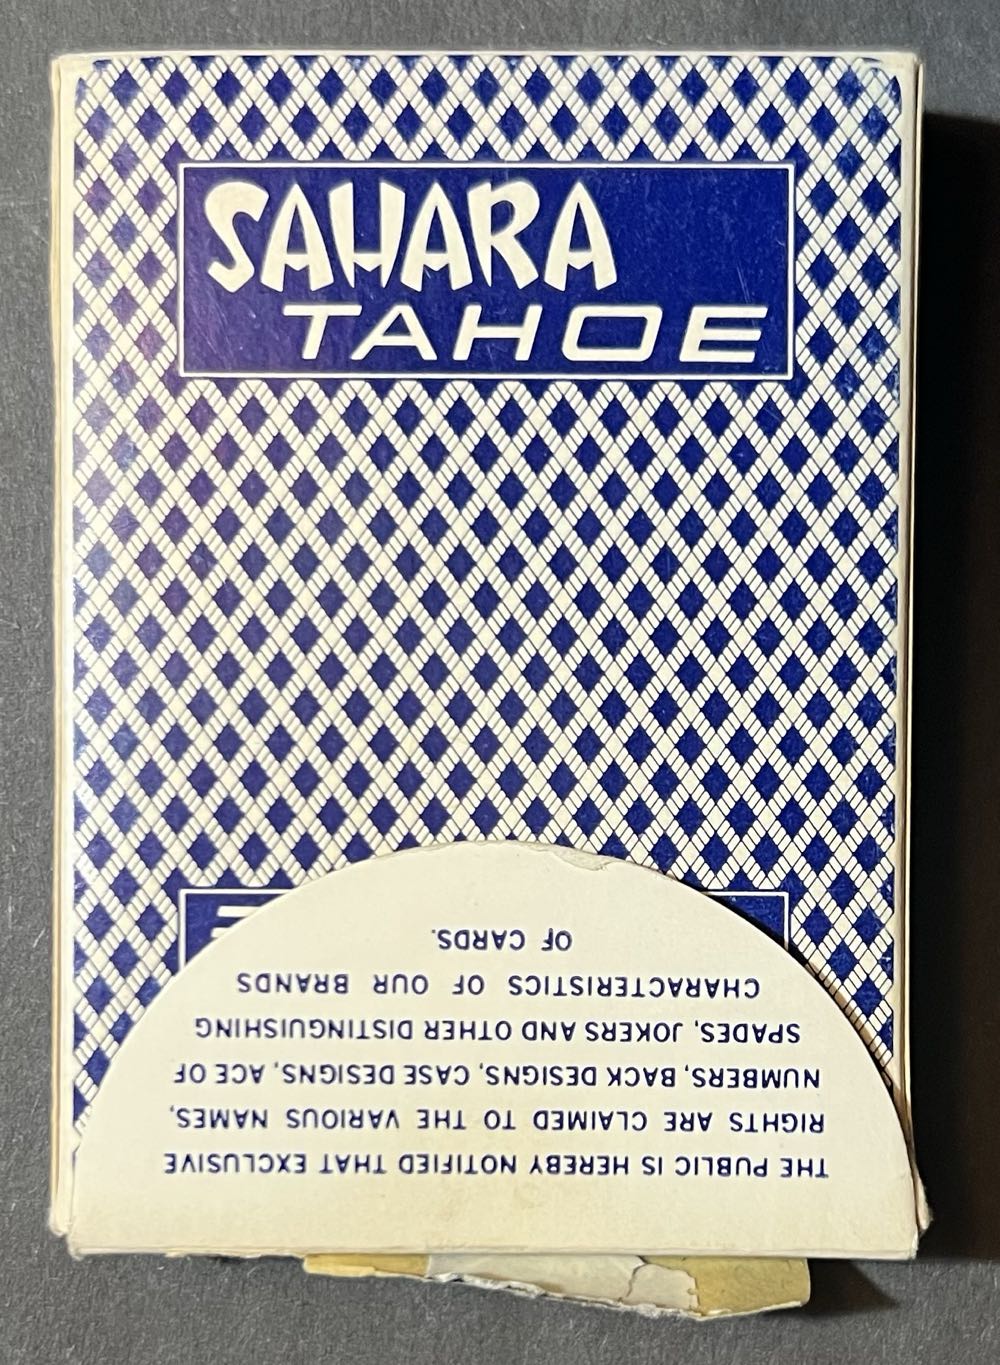 SAHARA
TAHOE
THE PUBLIC IS HEREBY NOTIFIED THAT EXCLUSIVE
RIGHTS ARE CLAIMED TO THE VARIOUS NAMES,
NUMBERS, BACK DESIGNS, CASE DESIGNS, ACE OF
SPADES, JOKERS AND OTHER DISTINGUISHING
CHARACTERISTICS OF OUR BRANDS
OF CARDS.